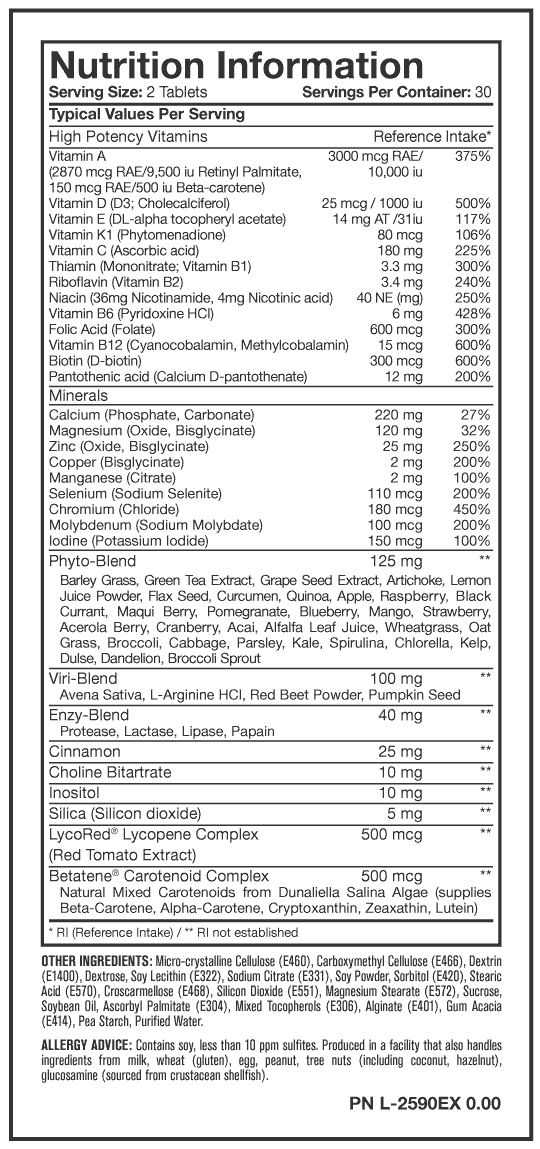 Nutrition Information
Serving Size: 2 Tablets Servings Per Container: 30
Typical Values Per Serving
High Potency Vitamins Reference Intake*
Vitamin A 3000 mcg RAE/ 375%
(2870 mcg RAE/9,500 iu Retinyl Palmitate, 10,000 iu
150 mcg RAE/500 iu Beta-carotene)
Vitamin D (D3; Cholecalciferol) 25 mcg / 1000 iu 500%
Vitamin E (DL-alpha tocopheryl acetate) 14 mg AT /31iu 117%
Vitamin K1 (Phytomenadione) 80 mcg 106%
Vitamin C (Ascorbic acid) 180 mg 225%
Thiamin (Mononitrate; Vitamin B1) 3.3 mg 300%
Riboflavin (Vitamin B2) 3.4 mg 240%
Niacin (36mg Nicotinamide, 4mg Nicotinic acid) 40 NE (mg) 250%
Vitamin B6 (Pyridoxine HCl) 6 mg 428%
Folic Acid (Folate) 600 mcg 300%
Vitamin B12 (Cyanocobalamin, Methylcobalamin) 15 mcg 600%
Biotin (D-biotin) 300 mcg 600%
Pantothenic acid (Calcium D-pantothenate) 12 mg 200%
Minerals
Calcium (Phosphate, Carbonate) 220 mg 27%
Magnesium (Oxide, Bisglycinate) 120 mg 32%
Zinc (Oxide, Bisglycinate) 25 mg 250%
Copper (Bisglycinate) 2 mg 200%
Manganese (Citrate) 2 mg 100%
Selenium (Sodium Selenite) 110 mcg 200%
Chromium (Chloride) 180 mcg 450%
Molybdenum (Sodium Molybdate) 100 mcg 200%
Iodine (Potassium Iodide) 150 mcg 100%
Phyto-Blend 125 mg **
Barley Grass, Green Tea Extract, Grape Seed Extract, Artichoke, Lemon
Juice Powder, Flax Seed, Curcumen, Quinoa, Apple, Raspberry, Black
Currant, Maqui Berry, Pomegranate, Blueberry, Mango, Strawberry,
Acerola Berry, Cranberry, Acai, Alfalfa Leaf Juice, Wheatgrass, Oat
Grass, Broccoli, Cabbage, Parsley, Kale, Spirulina, Chlorella, Kelp,
Dulse, Dandelion, Broccoli Sprout
Viri-Blend 100 mg **
Avena Sativa, L-Arginine HCl, Red Beet Powder, Pumpkin Seed
Enzy-Blend 40 mg **
Protease, Lactase, Lipase, Papain
Cinnamon 25 mg **
Choline Bitartrate 10 mg **
Inositol 10 mg **
Silica (Silicon dioxide) 5 mg **
LycoRed® Lycopene Complex 500 mcg **
(Red Tomato Extract)
Betatene® Carotenoid Complex 500 mcg **
Natural Mixed Carotenoids from Dunaliella Salina Algae (supplies
Beta-Carotene, Alpha-Carotene, Cryptoxanthin, Zeaxathin, Lutein)
* RI (Reference Intake) / ** RI not established
OTHER INGREDIENTS: Micro-crystalline Cellulose (E460), Carboxymethyl Cellulose (E466), Dextrin
(E1400), Dextrose, Soy Lecithin (E322), Sodium Citrate (E331), Soy Powder, Sorbitol (E420), Stearic
Acid (E570), Croscarmellose (E468), Silicon Dioxide (E551), Magnesium Stearate (E572), Sucrose,
Soybean Oil, Ascorbyl Palmitate (E304), Mixed Tocopherols (E306), Alginate (E401), Gum Acacia
(E414), Pea Starch, Purified Water.
ALLERGY ADVICE: Contains soy, less than 10 ppm sulfites. Produced in a facility that also handles
ingredients from milk, wheat (gluten), egg, peanut, tree nuts (including coconut, hazelnut),
glucosamine (sourced from crustacean shellfish).
PN L-2590EX 0.00